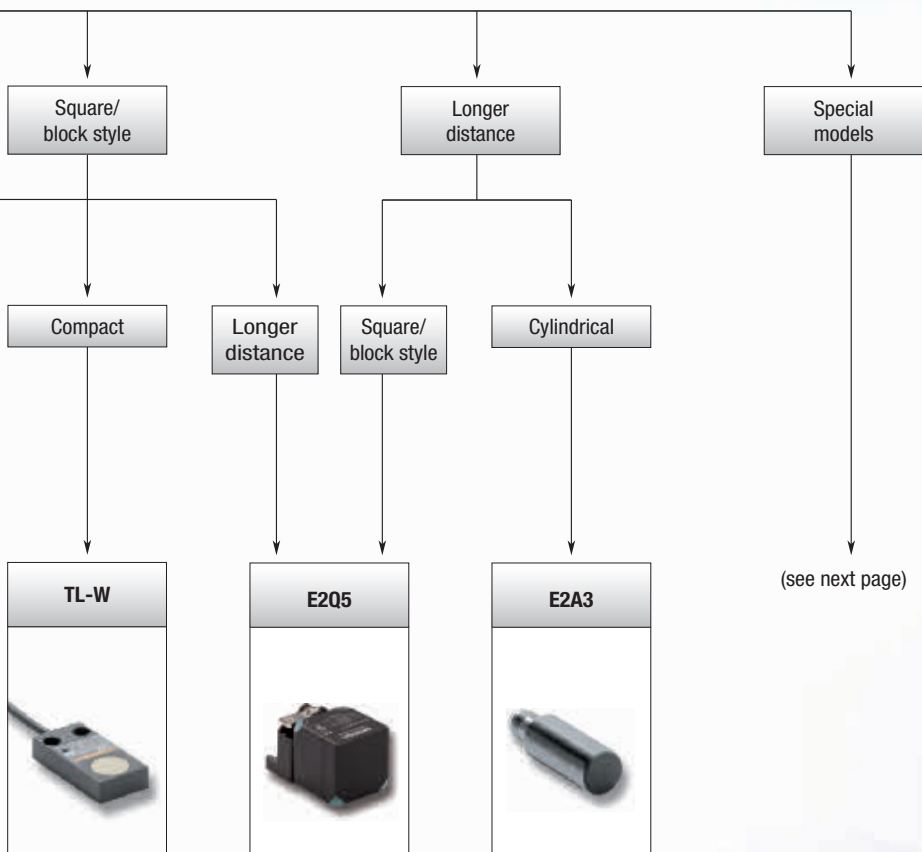 Square/
block style
Longer
distance
Special
models
Compact
Longer
distance
Square/
block style
Cylindrical
TL-W
E2Q5
E2A3
(see next page)